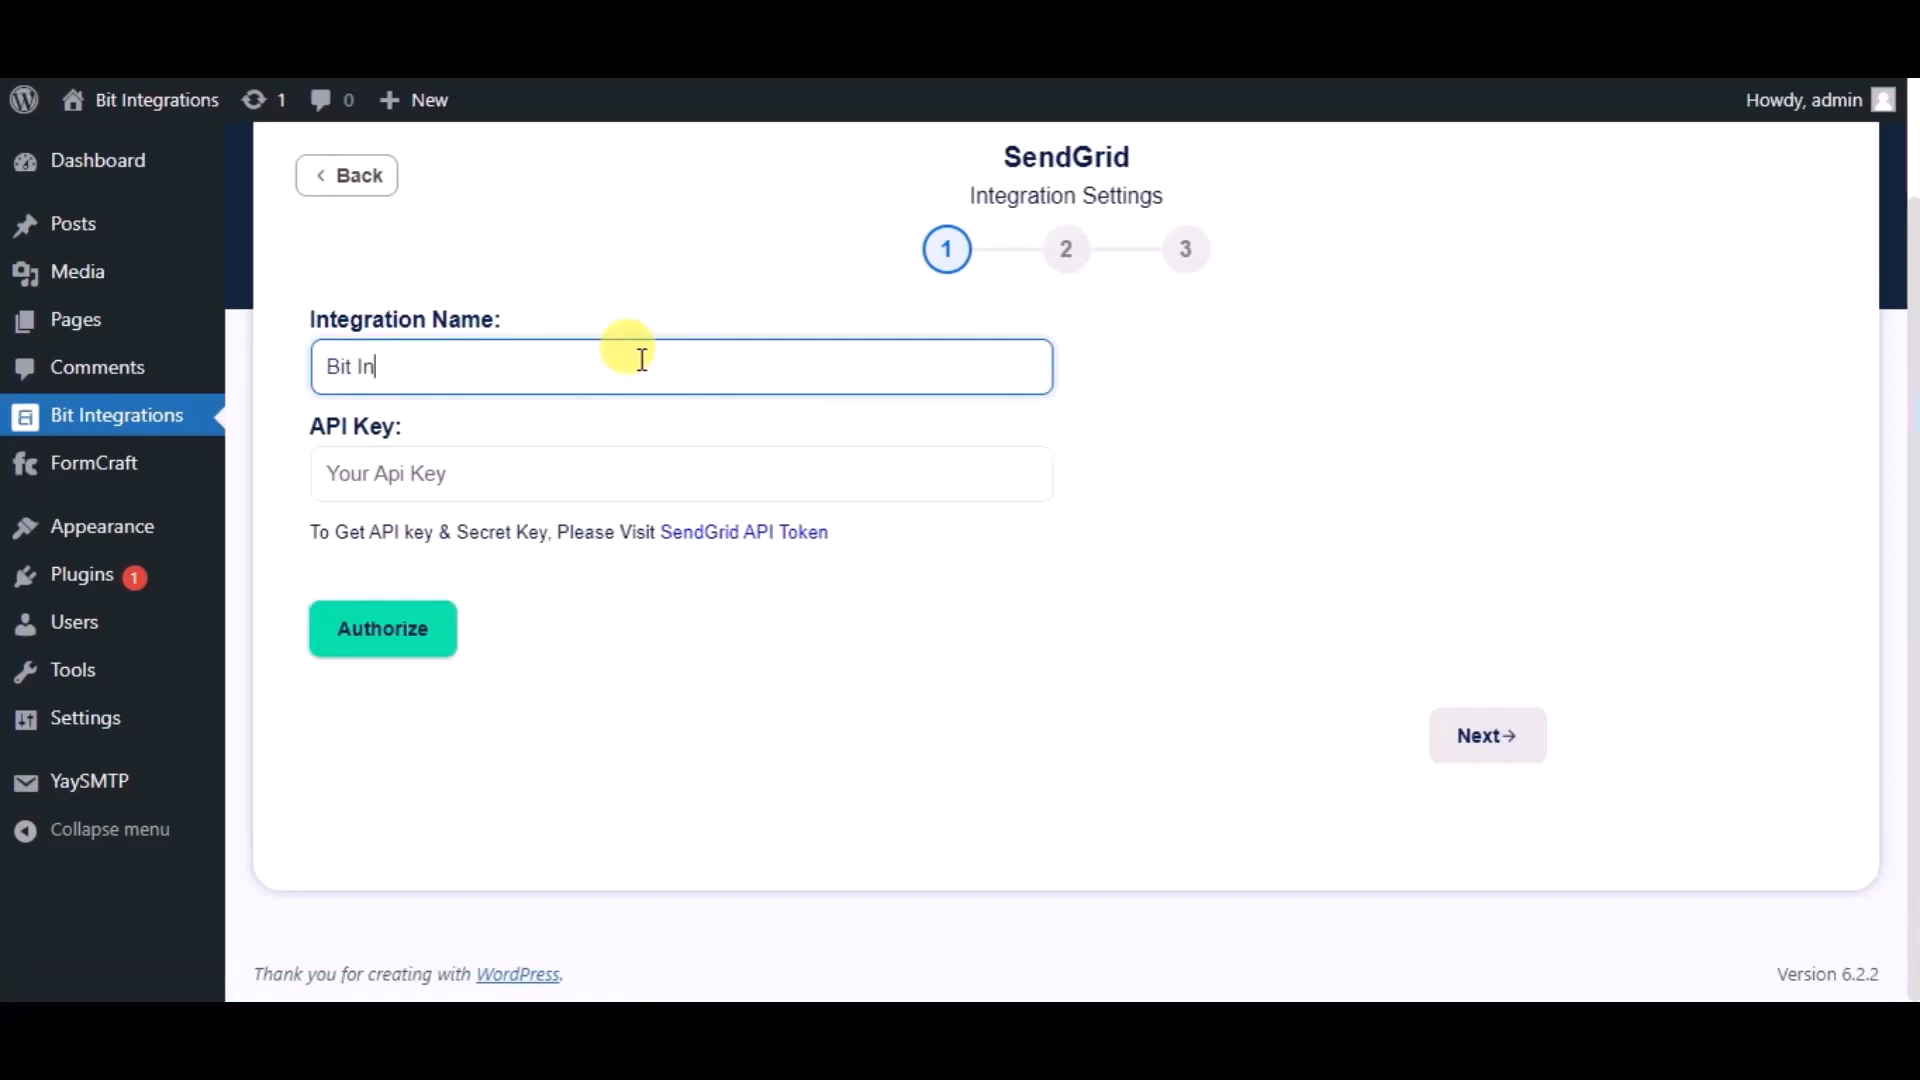 Bit Integrations 1 0 New Howdy, admin
Dashboard
Posts
Media
Pages
Comments
Bit Integrations
FormCraft
Appearance
Plugins 1
Users
Tools
Settings
YaySMTP
Collapse menu
Back
SendGrid
Integration Settings
1 2 3
Integration Name:
Bit In
API Key:
Your Api Key
To Get API key & Secret Key, Please Visit SendGrid API Token
Authorize
Next
Thank you for creating with WordPress.
Version 6.2.2